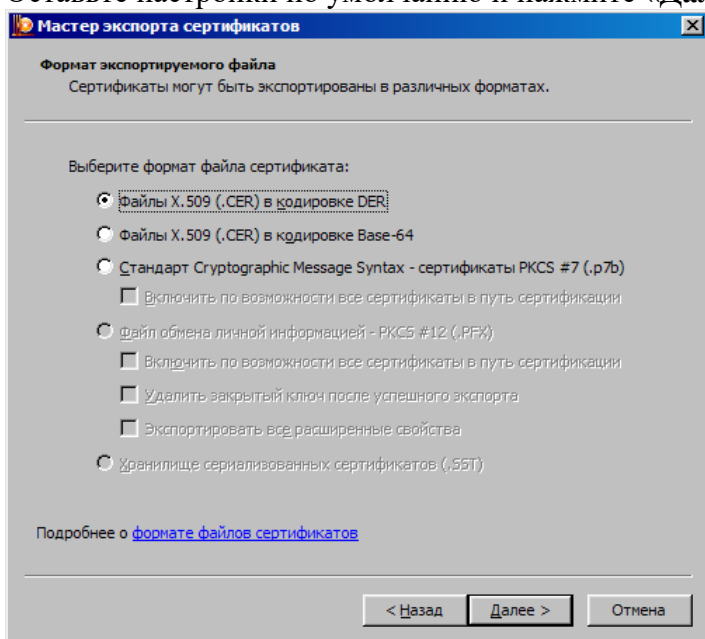 Оставьте настройки по умолчанию и нажмите «Дал
Мастер экспорта сертификатов
Формат экспортируемого файла
Сертификаты могут быть экспортированы в различных форматах.
Выберите формат файла сертификата:
Файлы X.509 (.CER) в кодировке DER
Файлы X.509 (.CER) в кодировке Base-64
Стандарт Cryptographic Message Syntax - сертификаты PKCS #7 (.p7b)
Включить по возможности все сертификаты в путь сертификации
Файл обмена личной информацией - PKCS #12 (.PFX)
Включить по возможности все сертификаты в путь сертификации
Удалить закрытый ключ после успешного экспорта
Экспортировать все расширенные свойства
Хранилище сериализованных сертификатов (.SST)
Подробнее о формате файлов сертификатов
< Назад Далее > Отмена